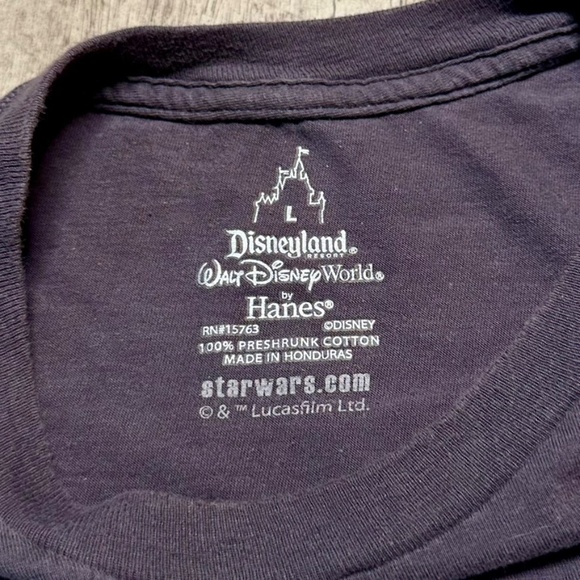 L
Disneyland®
RESORT
Walt Disney World®
by
Hanes®
RN#15763 ©DISNEY
100% PRESHRUNK COTTON
MADE IN HONDURAS
starwars.com
© & ™ Lucasfilm Ltd.